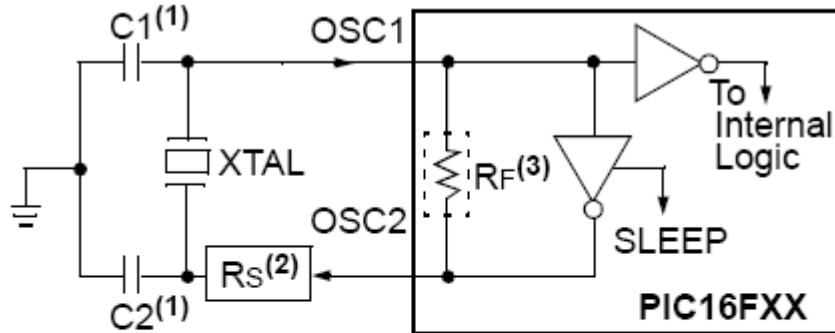 C1(1)
OSC1
To
Internal
Logic
XTAL
RF(3)
OSC2
SLEEP
RS(2)
C2(1)
PIC16FXX